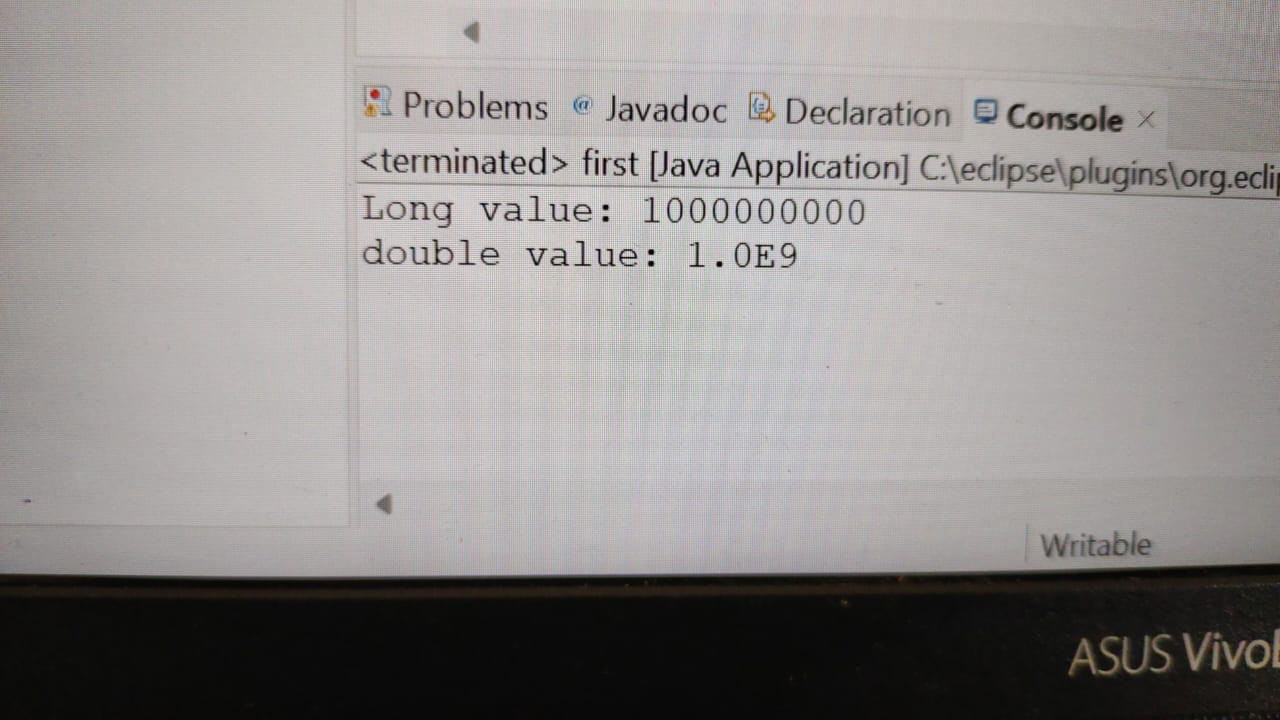 Problems @ Javadoc Declaration Console
<terminated> first [Java Application] C:\eclipse\plugins\org.ecli
Long value: 1000000000
double value: 1.0E9
Writable
ASUS Vivo